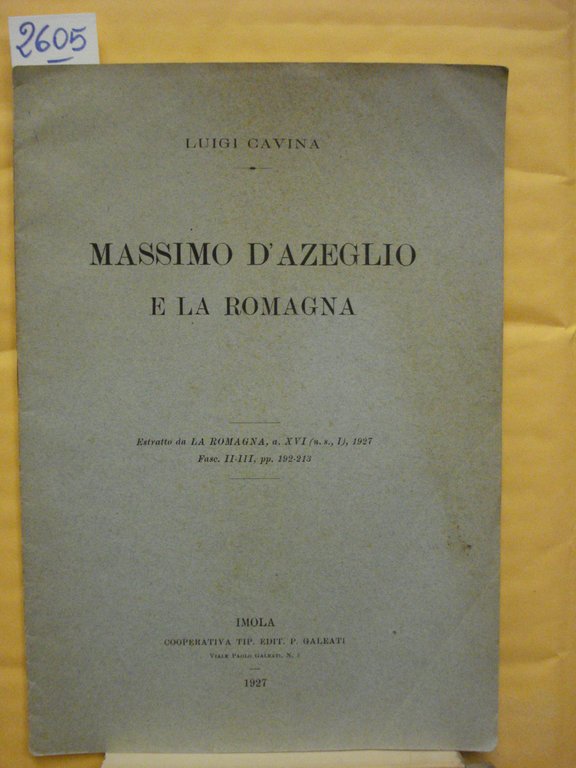 2605
LUIGI CAVINA
MASSIMO D'AZEGLIO
E LA ROMAGNA
Estratto da LA ROMAGNA, a. XVI (n. s., I), 1927
Fasc. II-III, pp. 192-213
IMOLA
COOPERATIVA TIP. EDIT. P. GALEATI
VIALE PAOLO GALEATI, N.
1927